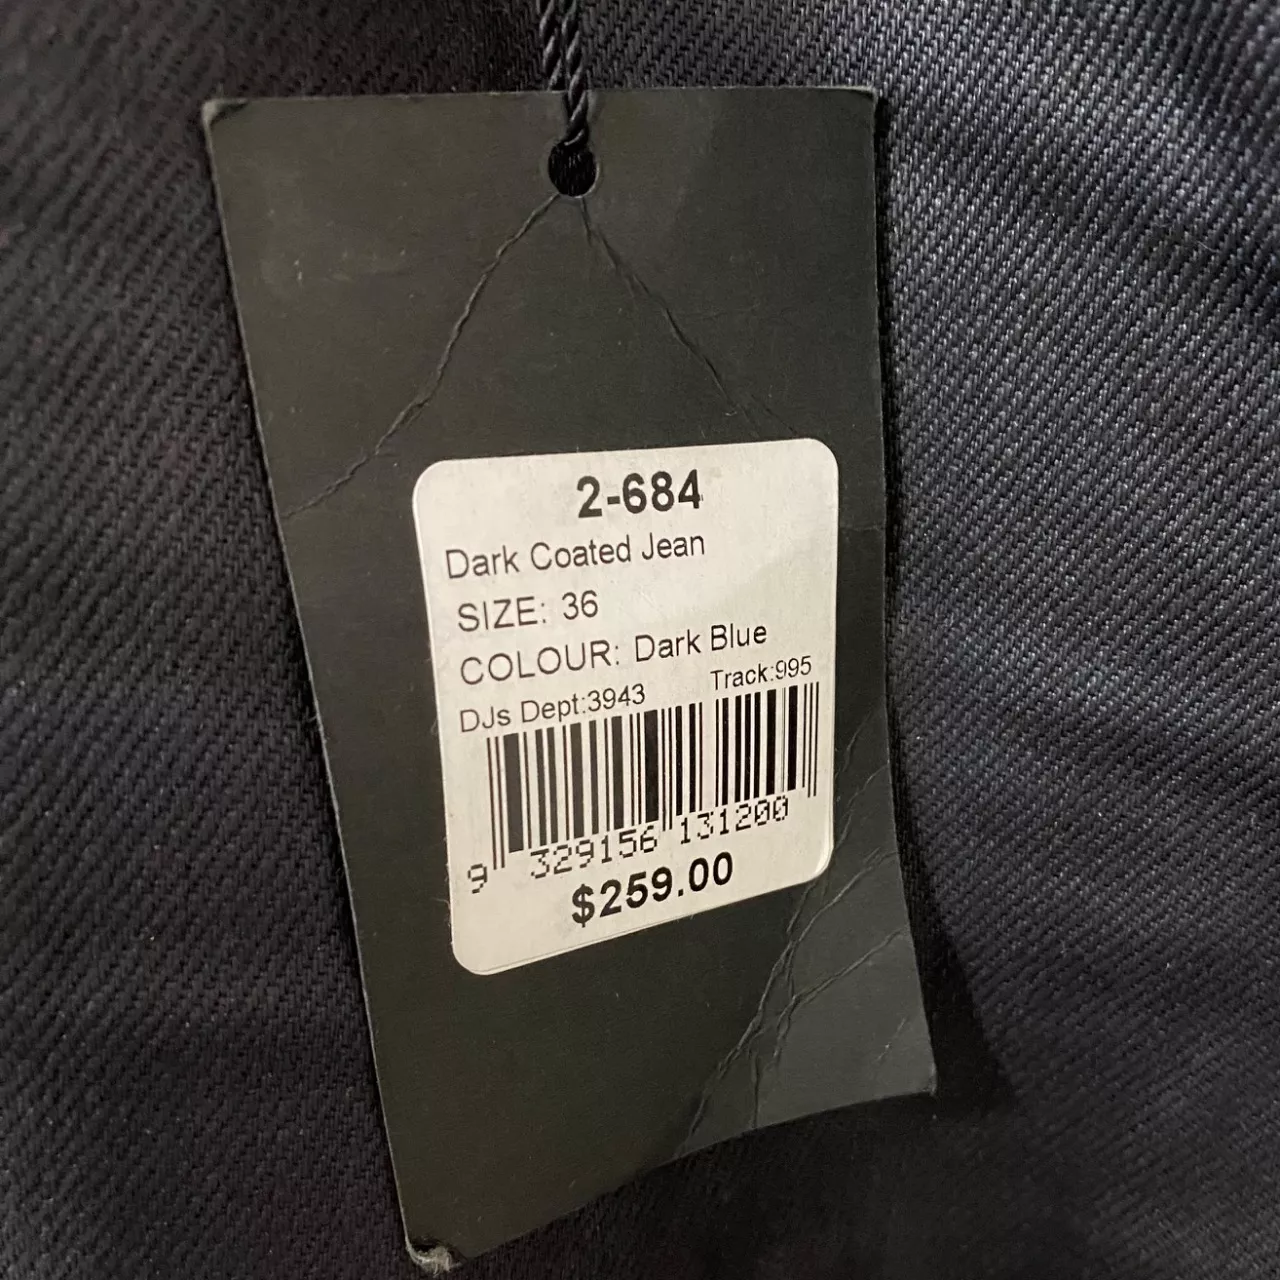 2-684
Dark Coated Jean
SIZE: 36
COLOUR: Dark Blue
DJs Dept:3943 Track:995
9 329156 131200
$259.00